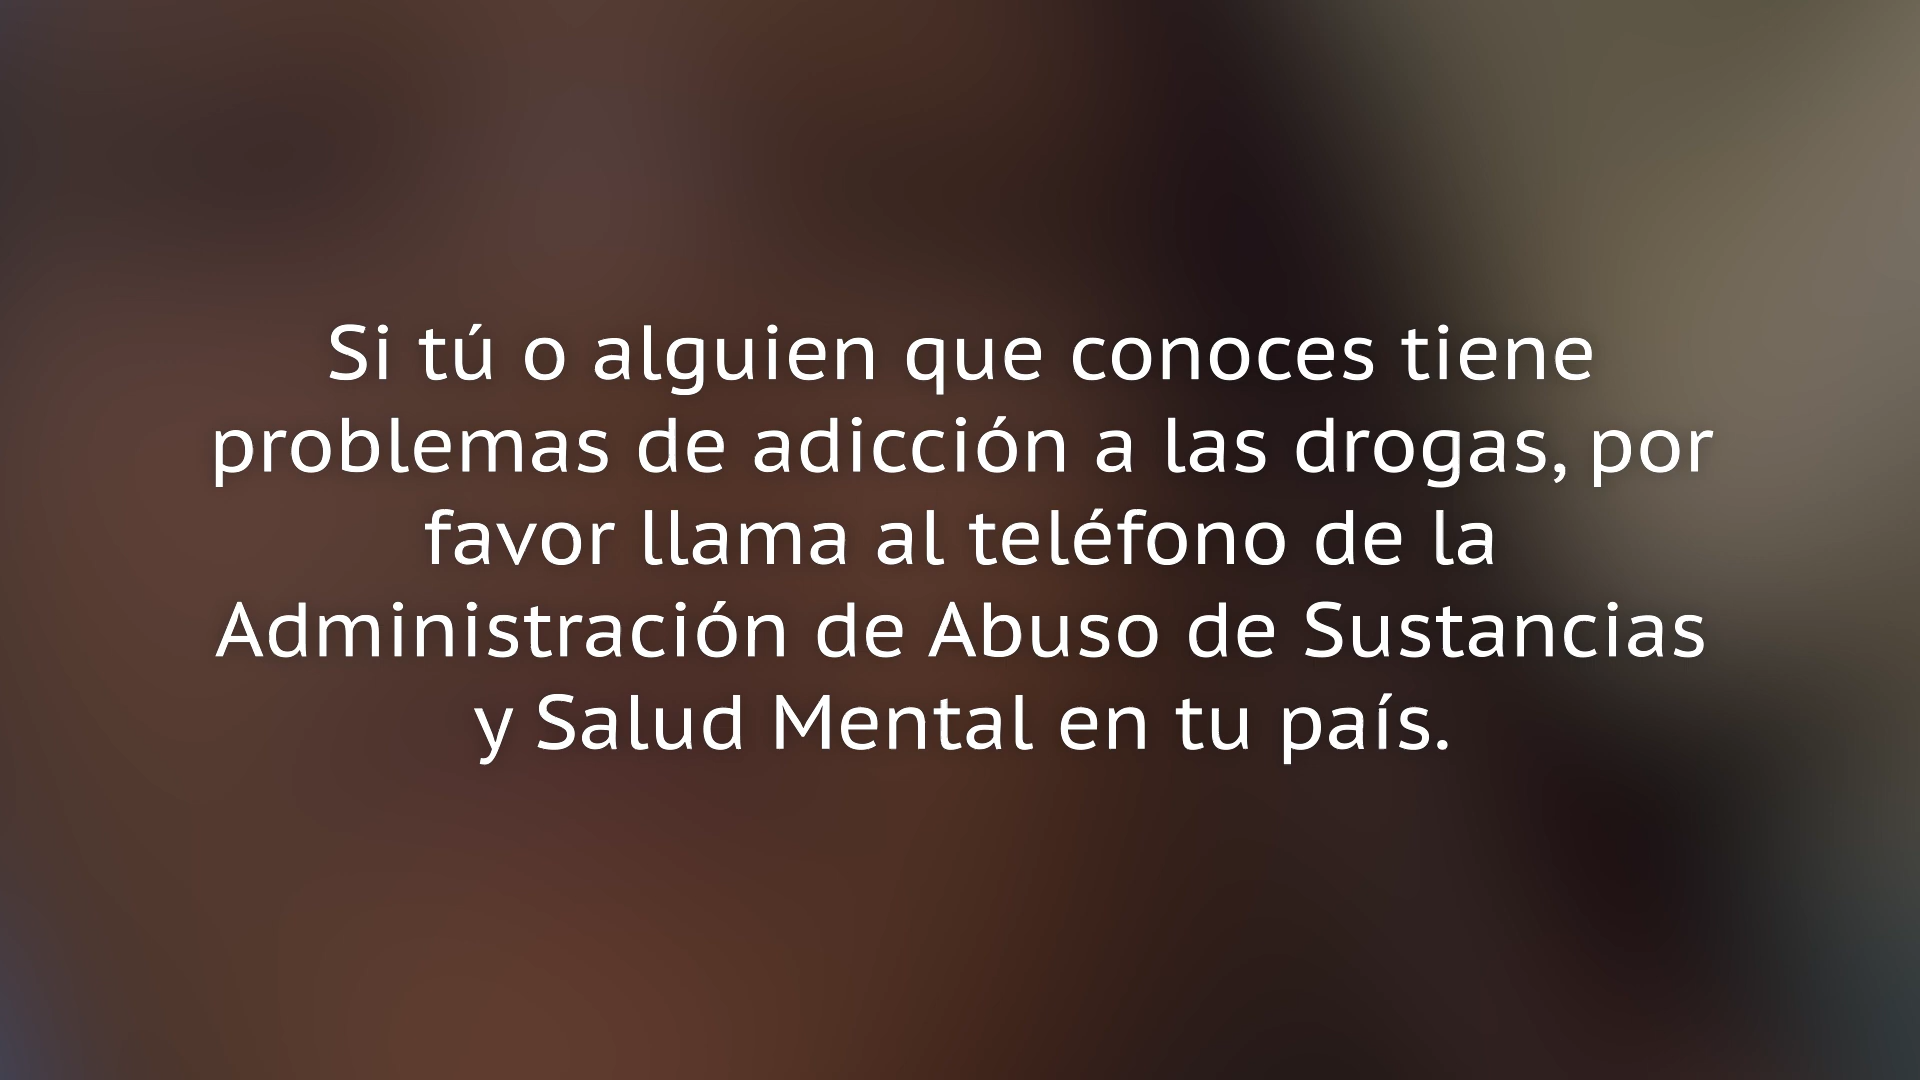 Si tú o alguien que conoces tiene
problemas de adicción a las drogas, por
favor llama al teléfono de la
Administración de Abuso de Sustancias
y Salud Mental en tu país.